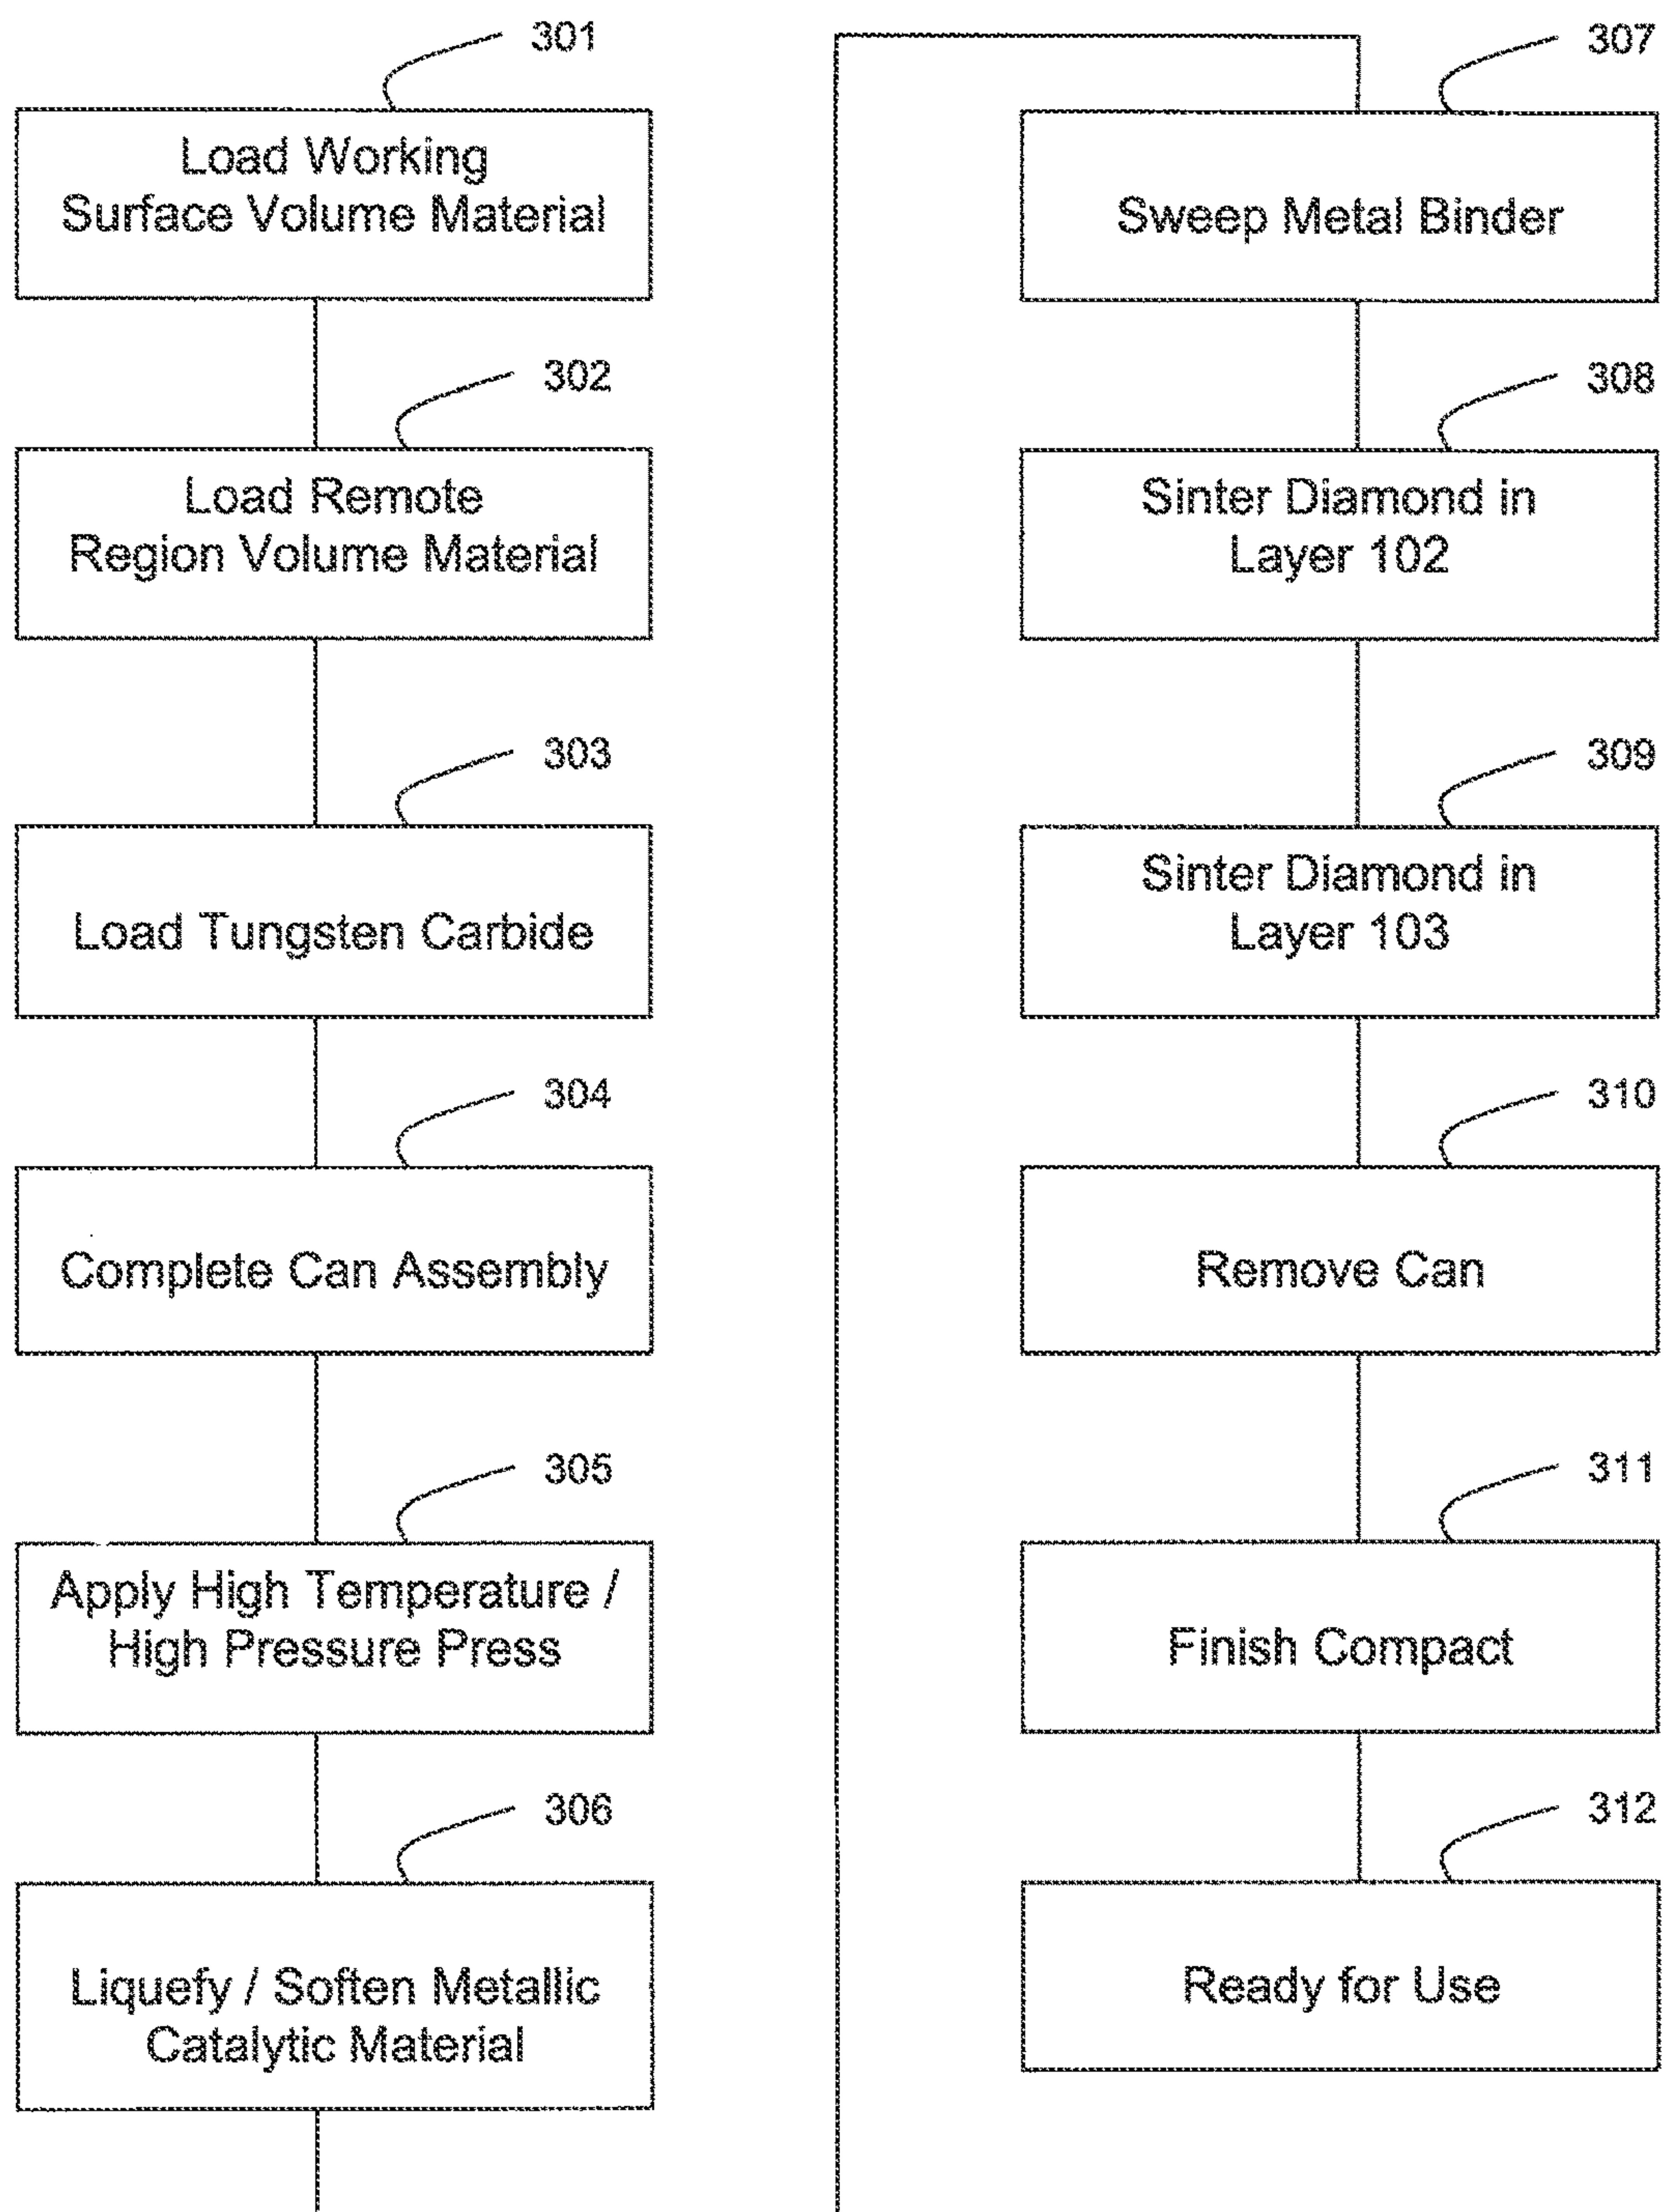 301
Load Working
Surface Volume Material
302
Load Remote
Region Volume Material
303
Load Tungsten Carbide
304
Complete Can Assembly
305
Apply High Temperature /
High Pressure Press
306
Liquefy / Soften Metallic
Catalytic Material
307
Sweep Metal Binder
308
Sinter Diamond in
Layer 102
309
Sinter Diamond in
Layer 103
310
Remove Can
311
Finish Compact
312
Ready for Use